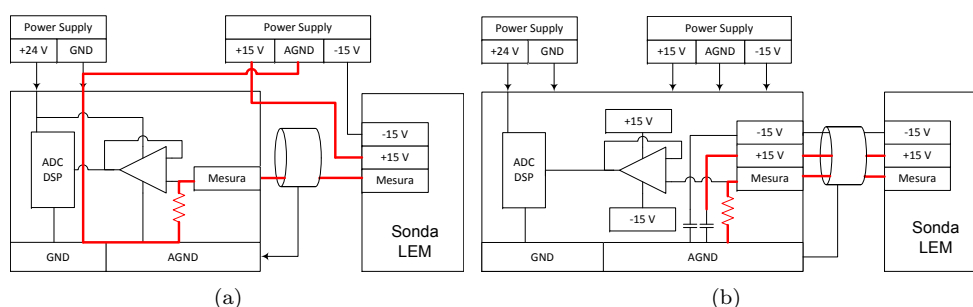 Power Supply
+24 V GND
Power Supply
+15 V AGND -15 V
ADC
DSP
Mesura
-15 V
+15 V
Mesura
Sonda
LEM
GND AGND
(a)
Power Supply
+24 V GND
Power Supply
+15 V AGND -15 V
ADC
DSP
+15 V
-15 V
-15 V
+15 V
Mesura
-15 V
+15 V
Mesura
Sonda
LEM
GND AGND
(b)